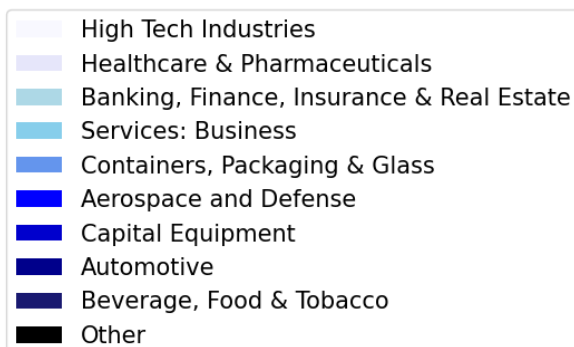 High Tech Industries
Healthcare & Pharmaceuticals
Banking, Finance, Insurance & Real Estate
Services: Business
Containers, Packaging & Glass
Aerospace and Defense
Capital Equipment
Automotive
Beverage, Food & Tobacco
Other